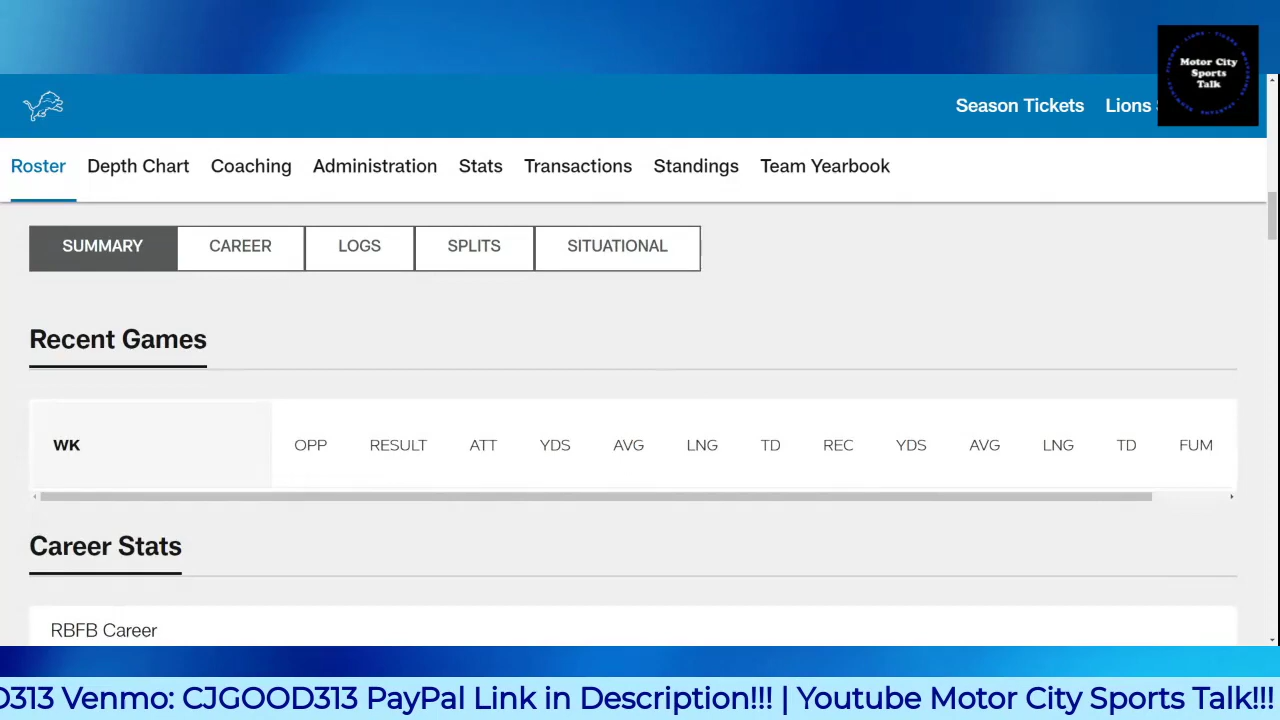 Motor City
Sports
Talk
Season Tickets Lions
Roster Depth Chart Coaching Administration Stats Transactions Standings Team Yearbook
SUMMARY CAREER LOGS SPLITS SITUATIONAL
Recent Games
WK OPP RESULT ATT YDS AVG LNG TD REC YDS AVG LNG TD FUM
Career Stats
RBFB Career
313 Venmo: CJGOOD313 PayPal Link in Description!!! | Youtube Motor City Sports Talk!!!